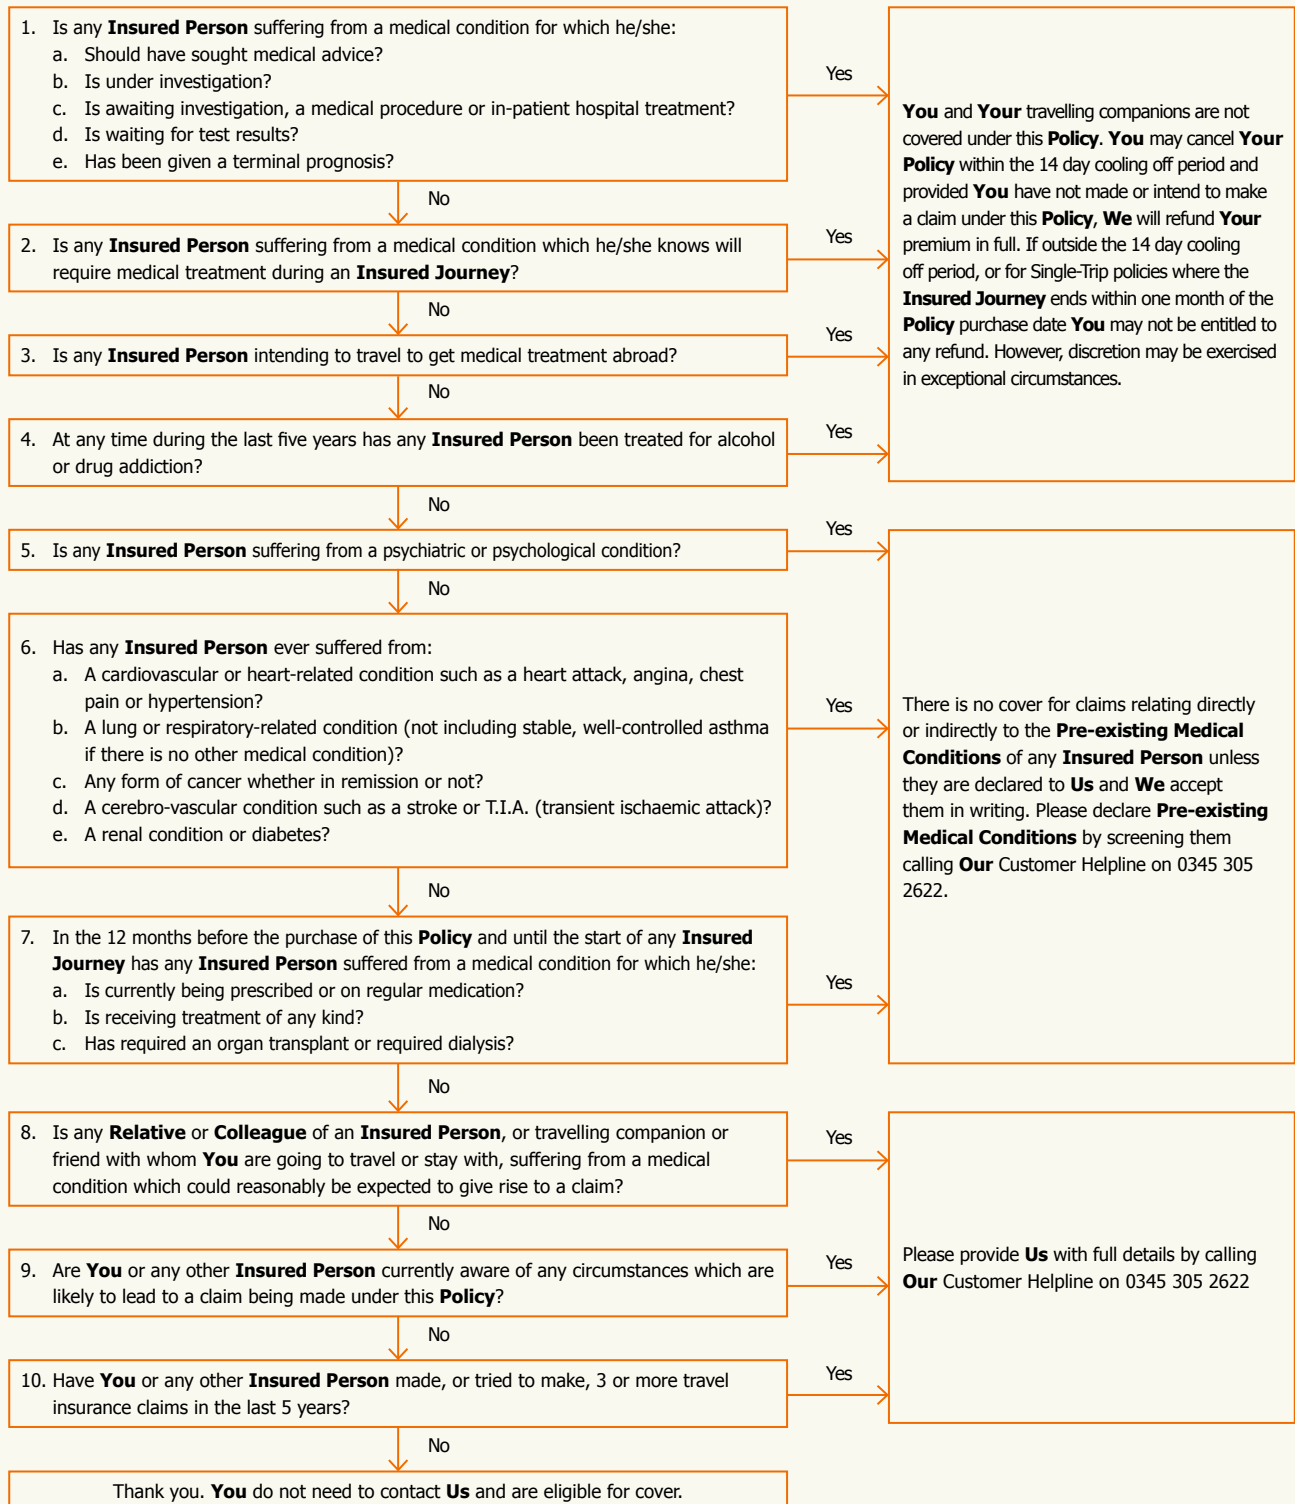 1. Is any Insured Person suffering from a medical condition for which he/she:
a. Should have sought medical advice?
b. Is under investigation?
c. Is awaiting investigation, a medical procedure or in-patient hospital treatment?
d. Is waiting for test results?
e. Has been given a terminal prognosis?
Yes
No
2. Is any Insured Person suffering from a medical condition which he/she knows will
require medical treatment during an Insured Journey?
Yes
No
3. Is any Insured Person intending to travel to get medical treatment abroad?
Yes
No
4. At any time during the last five years has any Insured Person been treated for alcohol
or drug addiction?
Yes
No
You and Your travelling companions are not
covered under this Policy. You may cancel Your
Policy within the 14 day cooling off period and
provided You have not made or intend to make
a claim under this Policy, We will refund Your
premium in full. If outside the 14 day cooling
off period, or for Single-Trip policies where the
Insured Journey ends within one month of the
Policy purchase date You may not be entitled to
any refund. However, discretion may be exercised
in exceptional circumstances.
5. Is any Insured Person suffering from a psychiatric or psychological condition?
Yes
No
6. Has any Insured Person ever suffered from:
a. A cardiovascular or heart-related condition such as a heart attack, angina, chest
pain or hypertension?
b. A lung or respiratory-related condition (not including stable, well-controlled asthma
if there is no other medical condition)?
c. Any form of cancer whether in remission or not?
d. A cerebro-vascular condition such as a stroke or T.I.A. (transient ischaemic attack)?
e. A renal condition or diabetes?
Yes
No
7. In the 12 months before the purchase of this Policy and until the start of any Insured
Journey has any Insured Person suffered from a medical condition for which he/she:
a. Is currently being prescribed or on regular medication?
b. Is receiving treatment of any kind?
c. Has required an organ transplant or required dialysis?
Yes
No
There is no cover for claims relating directly
or indirectly to the Pre-existing Medical
Conditions of any Insured Person unless
they are declared to Us and We accept
them in writing. Please declare Pre-existing
Medical Conditions by screening them
calling Our Customer Helpline on 0345 305
2622.
8. Is any Relative or Colleague of an Insured Person, or travelling companion or
friend with whom You are going to travel or stay with, suffering from a medical
condition which could reasonably be expected to give rise to a claim?
Yes
No
9. Are You or any other Insured Person currently aware of any circumstances which are
likely to lead to a claim being made under this Policy?
Yes
No
10. Have You or any other Insured Person made, or tried to make, 3 or more travel
insurance claims in the last 5 years?
Yes
No
Please provide Us with full details by calling
Our Customer Helpline on 0345 305 2622
Thank you. You do not need to contact Us and are eligible for cover.